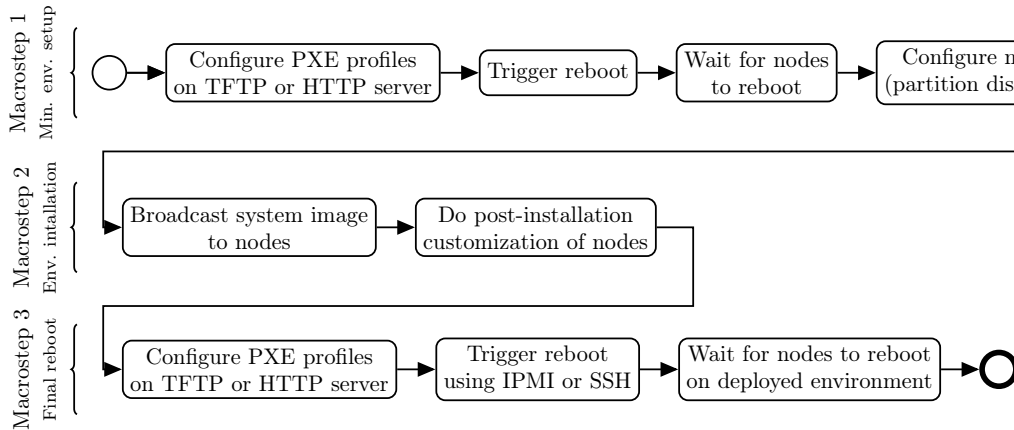 Macrostep 1
Min. env. setup
Configure PXE profiles
on TFTP or HTTP server
Trigger reboot
Wait for nodes
to reboot
Configure
(partition
Macrostep 2
Env. intallation
Broadcast system image
to nodes
Do post-installation
customization of nodes
Macrostep 3
Final reboot
Configure PXE profiles
on TFTP or HTTP server
Trigger reboot
using IPMI or SSH
Wait for nodes to reboot
on deployed environment